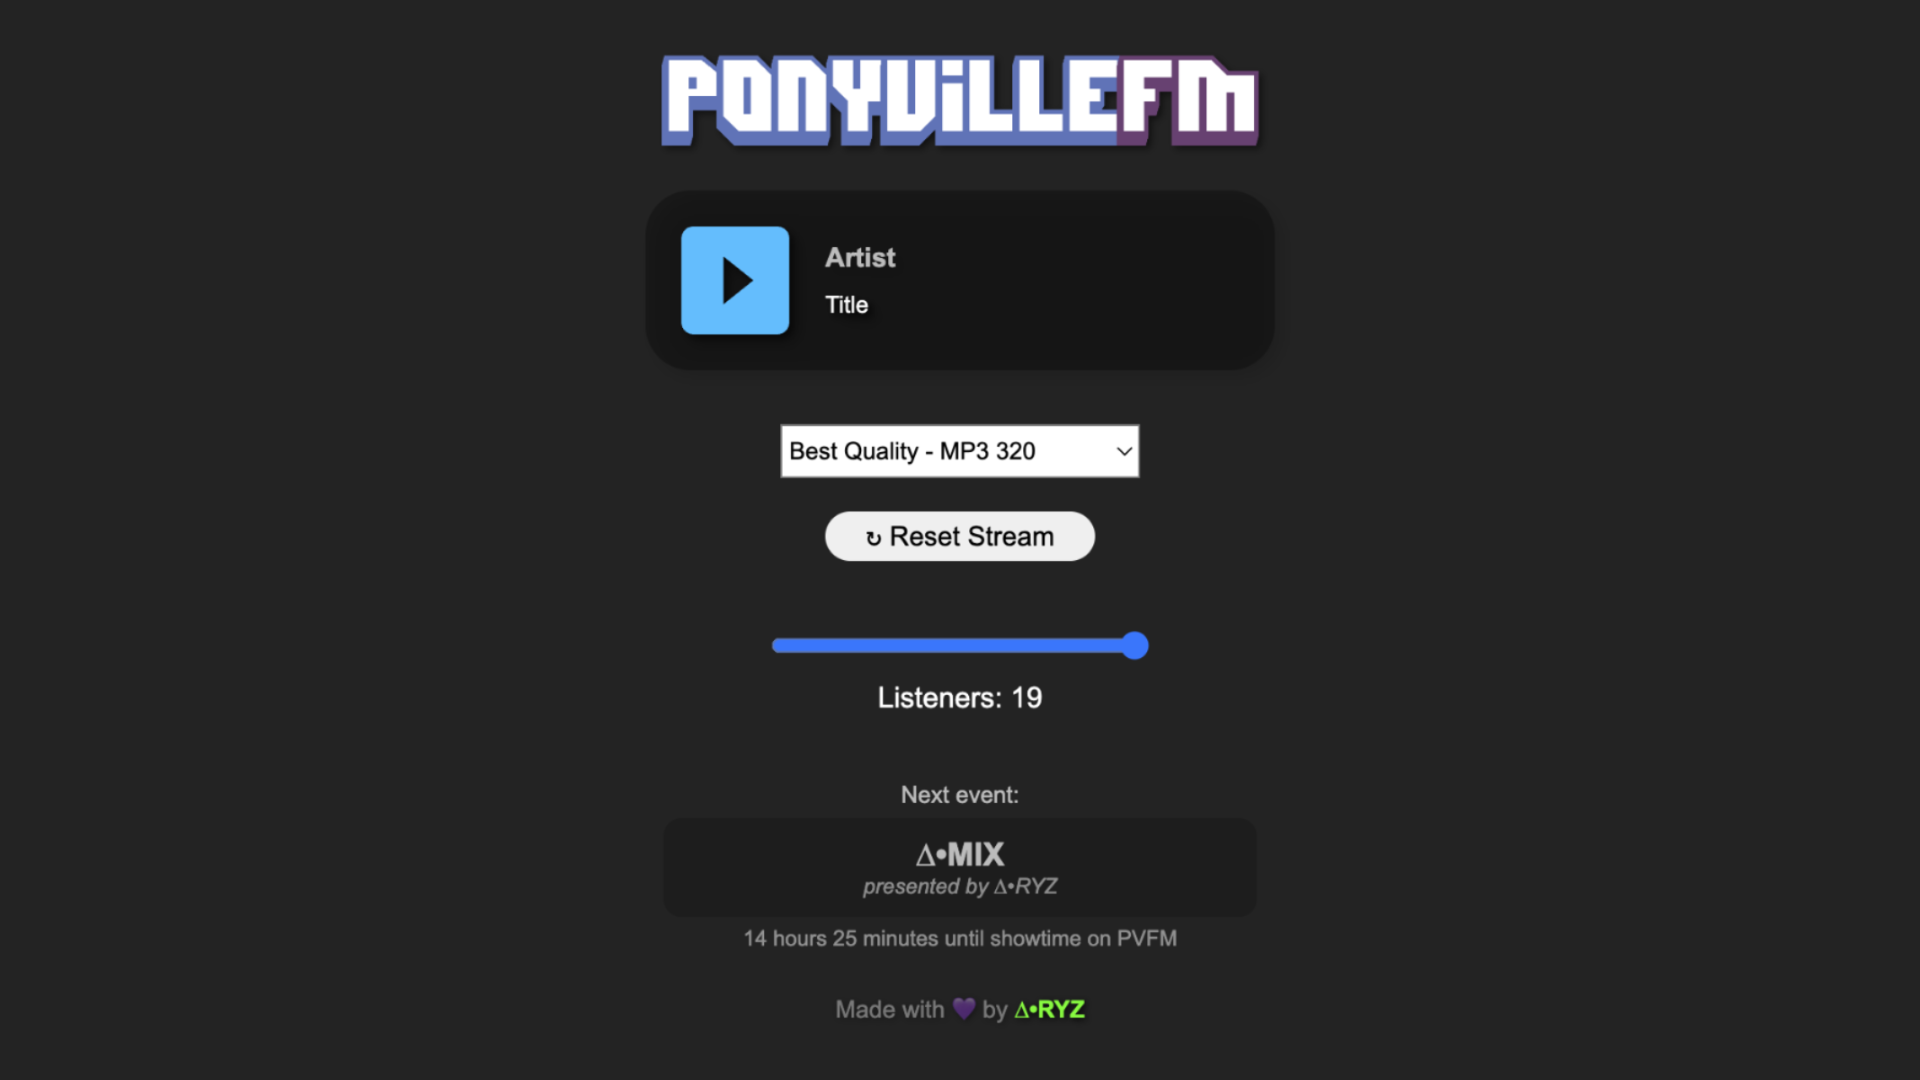 PONYViLLEFM
Artist
Title
Best Quality - MP3 320
↻ Reset Stream
Listeners: 19
Next event:
∆•MIX
presented by ∆•RYZ
14 hours 25 minutes until showtime on PVFM
Made with 💜 by ∆•RYZ